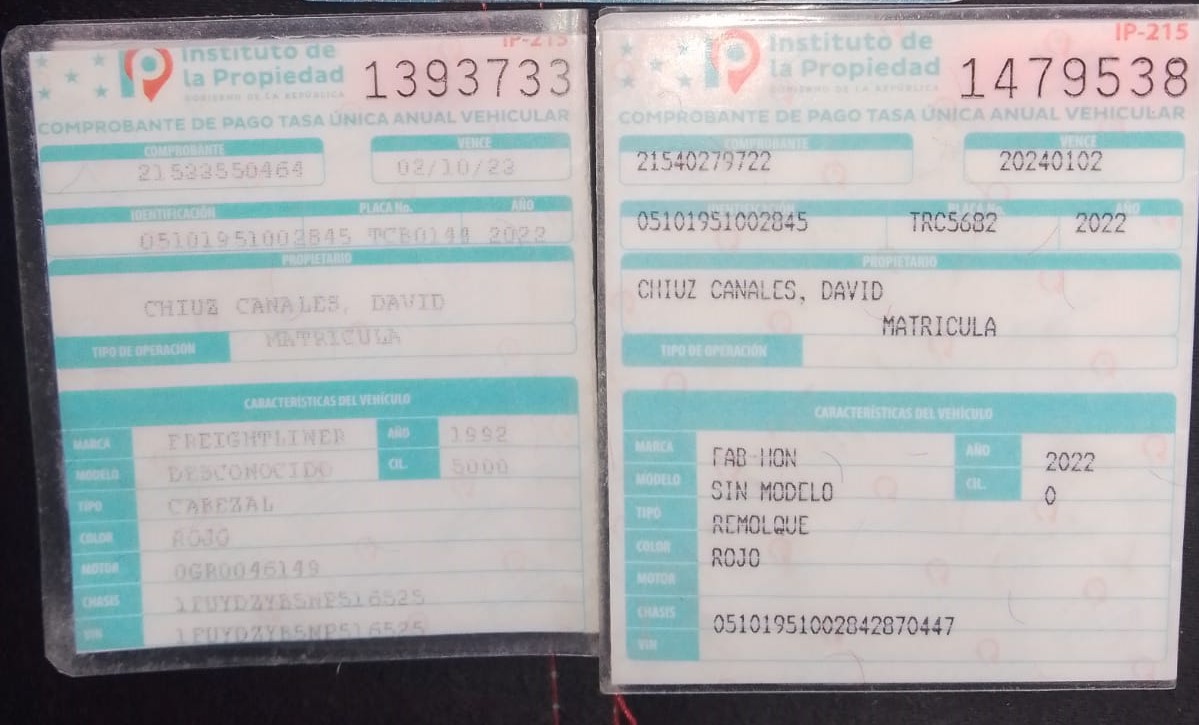 IP-215
Instituto de
la Propiedad
GOBIERNO DE LA REPÚBLICA
1393733
COMPROBANTE DE PAGO TASA ÚNICA ANUAL VEHICULAR
COMPROBANTE VENCE
21533550464 02/10/23
IDENTIFICACIÓN PLACA No. AÑO
05101951002845 TCB0144 2022
PROPIETARIO
CHIUZ CANALES, DAVID
MATRICULA
TIPO DE OPERACIÓN
CARACTERÍSTICAS DEL VEHÍCULO
MARCA FREIGHTLINER AÑO 1992
MODELO DESCONOCIDO CIL. 5000
TIPO CABEZAL
COLOR ROJO
MOTOR 0GR0046149
CHASIS
VIN
IP-215
Instituto de
la Propiedad
GOBIERNO DE LA REPÚBLICA
1479538
COMPROBANTE DE PAGO TASA ÚNICA ANUAL VEHICULAR
COMPROBANTE VENCE
21540279722 20240102
IDENTIFICACIÓN PLACA No. AÑO
05101951002845 TRC5682 2022
PROPIETARIO
CHIUZ CANALES, DAVID
MATRICULA
TIPO DE OPERACIÓN
CARACTERÍSTICAS DEL VEHÍCULO
MARCA FAB HON AÑO 2022
MODELO SIN MODELO CIL. 0
TIPO REMOLQUE
COLOR ROJO
MOTOR
CHASIS 05101951002842870447
VIN